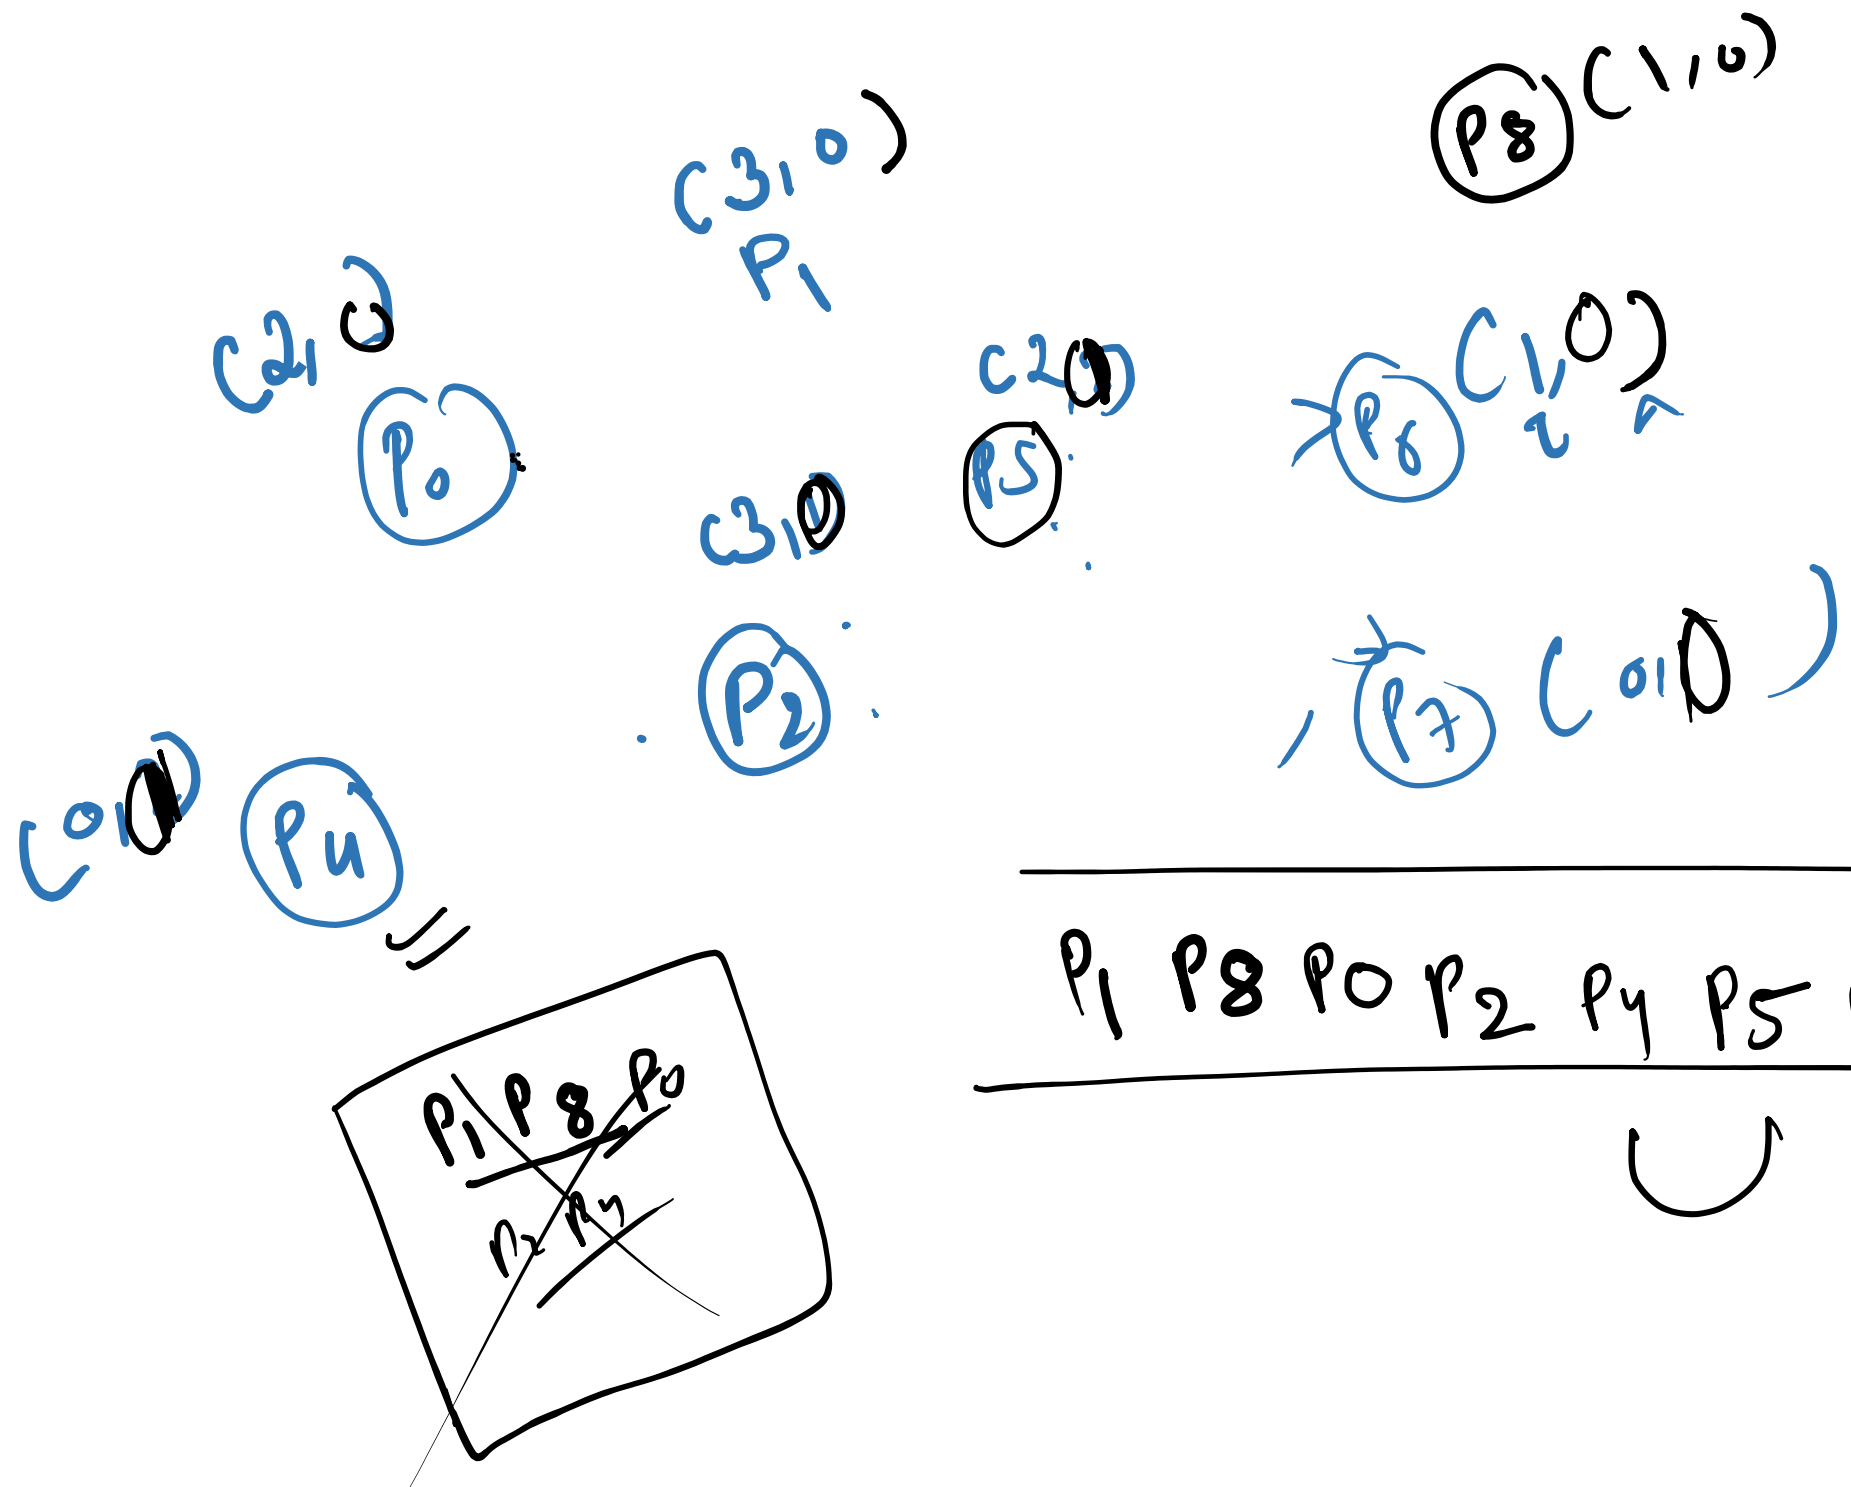 P8 (1,0)
(3,0)
P1
(2,0)
P0
(2,0)
P5
(1,0)
P6
(3,0)
P2
(0,0)
P7
(0,0)
P4
P1 P8 P0 P2 P4 P5
P1 P8 P0
P2 P4